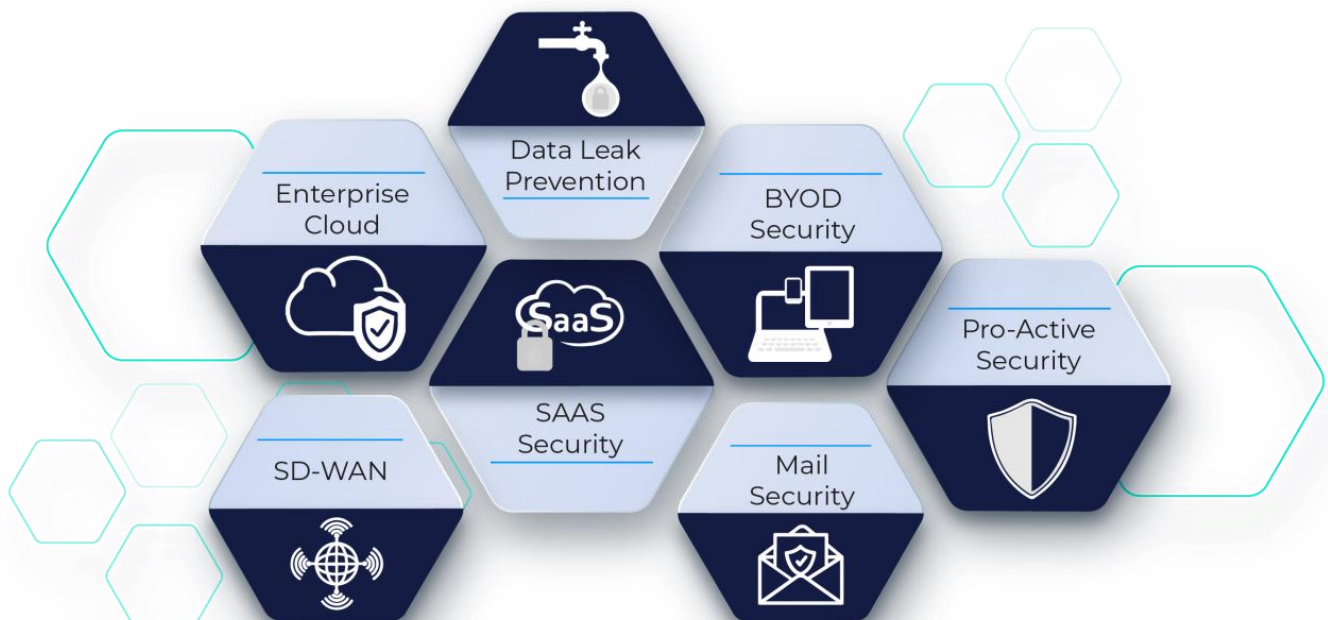 Data Leak
Prevention
Enterprise
Cloud
BYOD
Security
SaaS
SAAS
Security
Pro-Active
Security
SD-WAN
Mail
Security